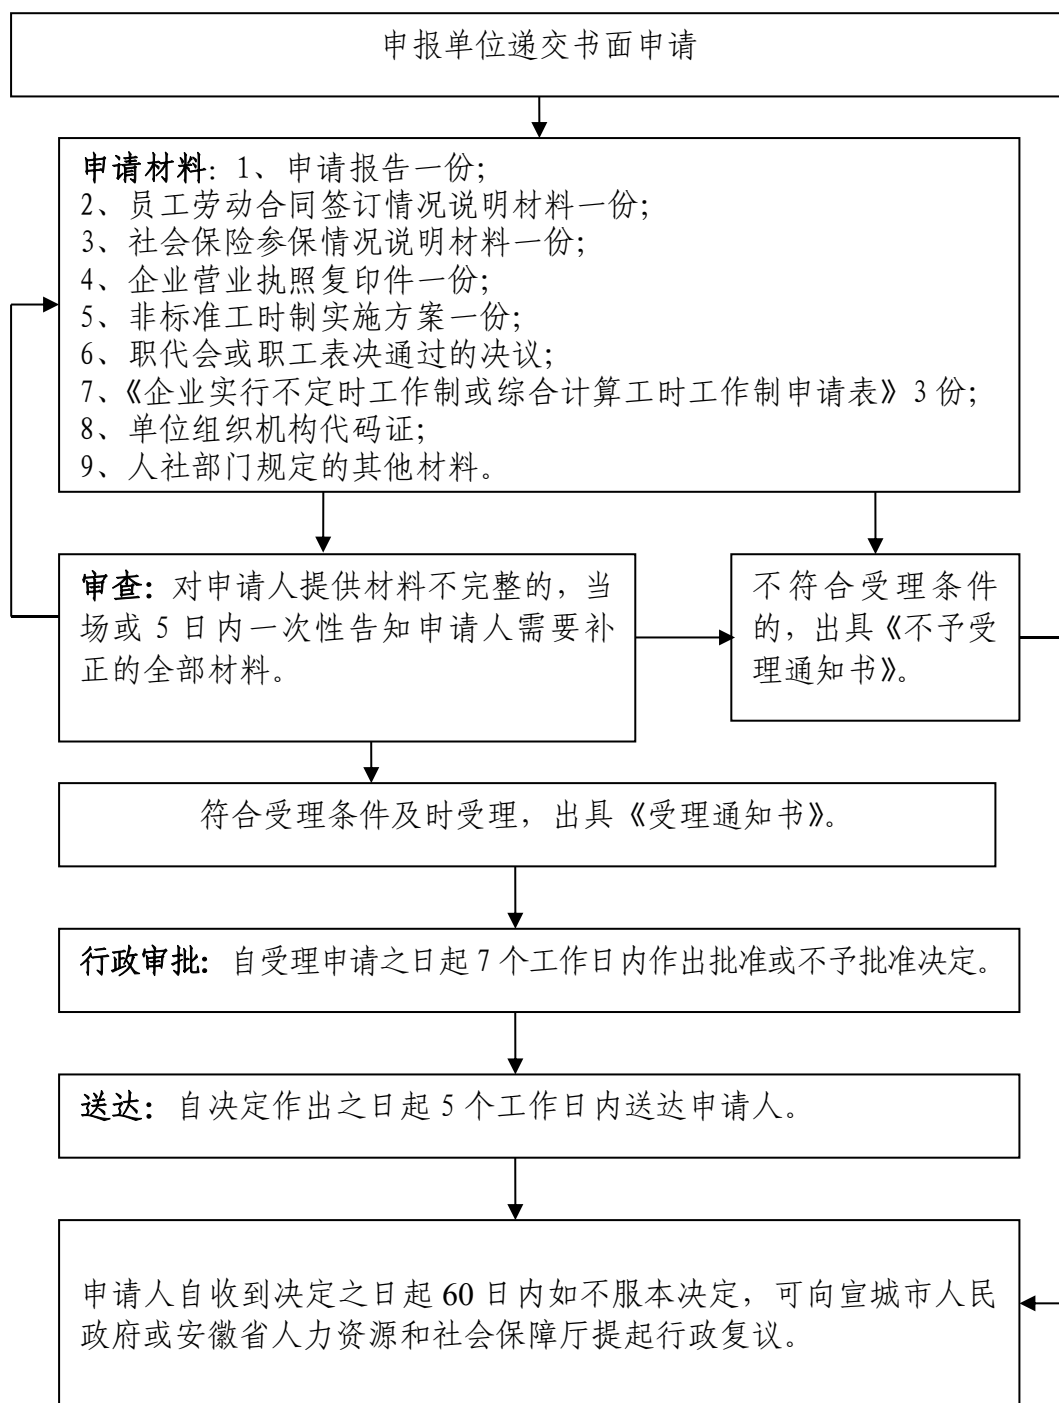 申报单位递交书面申请
申请材料：1、申请报告一份；
2、员工劳动合同签订情况说明材料一份；
3、社会保险参保情况说明材料一份；
4、企业营业执照复印件一份；
5、非标准工时制实施方案一份；
6、职代会或职工表决通过的决议；
7、《企业实行不定时工作制或综合计算工时工作制申请表》3 份；
8、单位组织机构代码证；
9、人社部门规定的其他材料。
审查：对申请人提供材料不完整的，当
场或 5 日内一次性告知申请人需要补
正的全部材料。
不符合受理条件
的，出具《不予受
理通知书》。
符合受理条件及时受理，出具《受理通知书》。
行政审批：自受理申请之日起 7 个工作日内作出批准或不予批准决定。
送达：自决定作出之日起 5 个工作日内送达申请人。
申请人自收到决定之日起 60 日内如不服本决定，可向宣城市人民
政府或安徽省人力资源和社会保障厅提起行政复议。